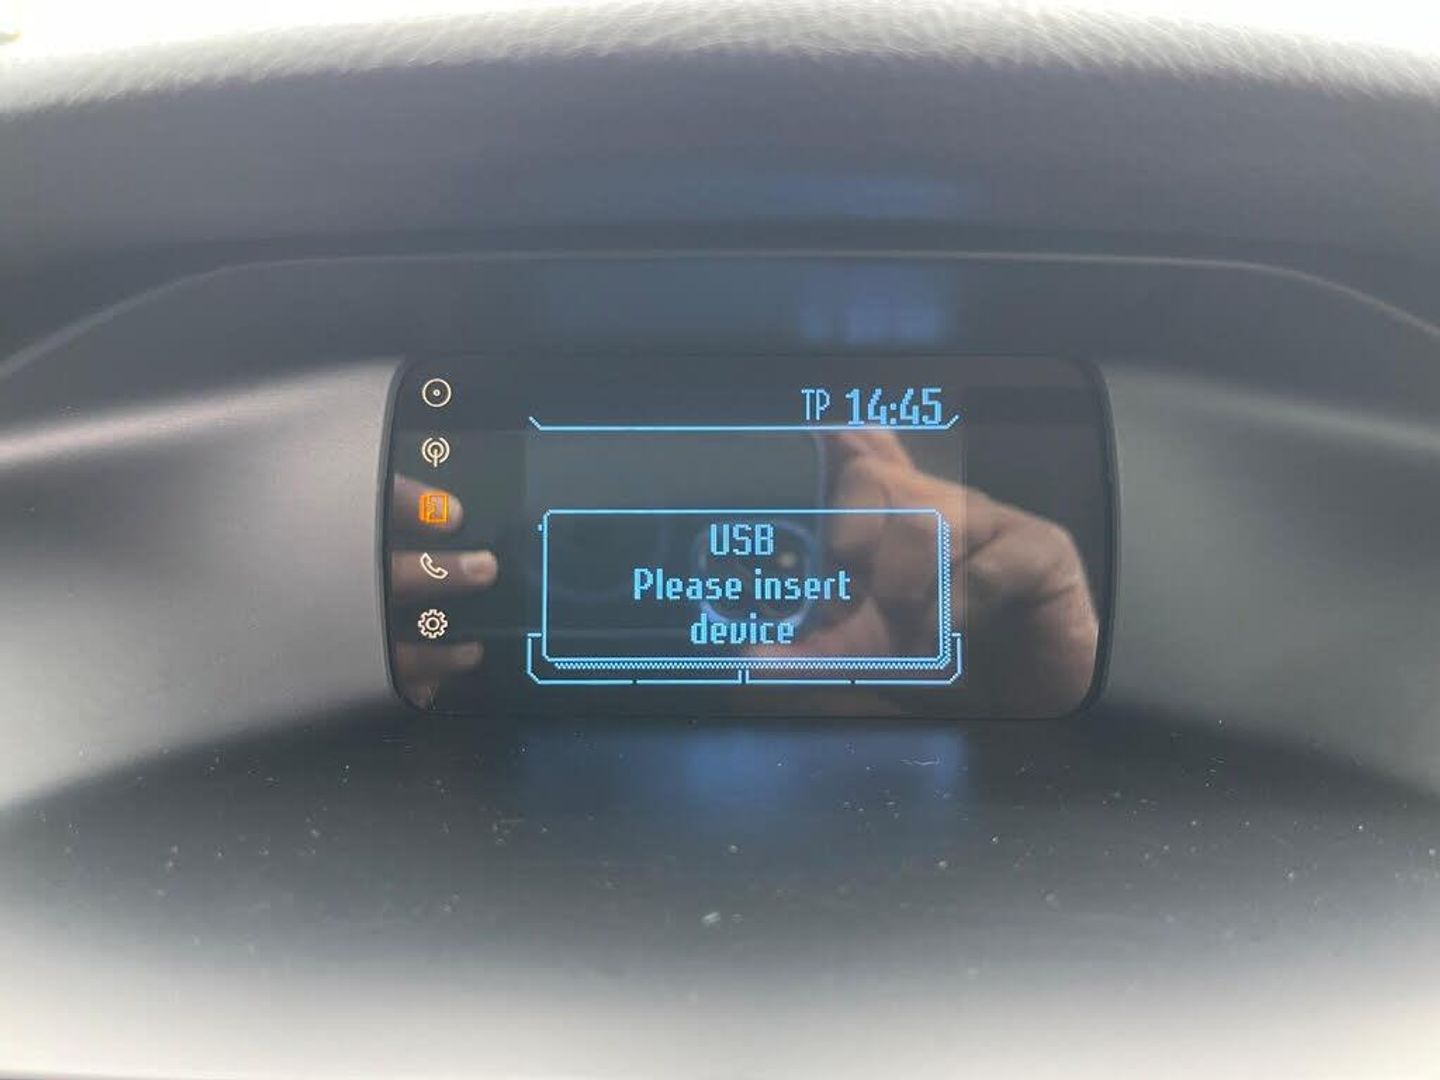 TP 14:45
USB
Please insert
device